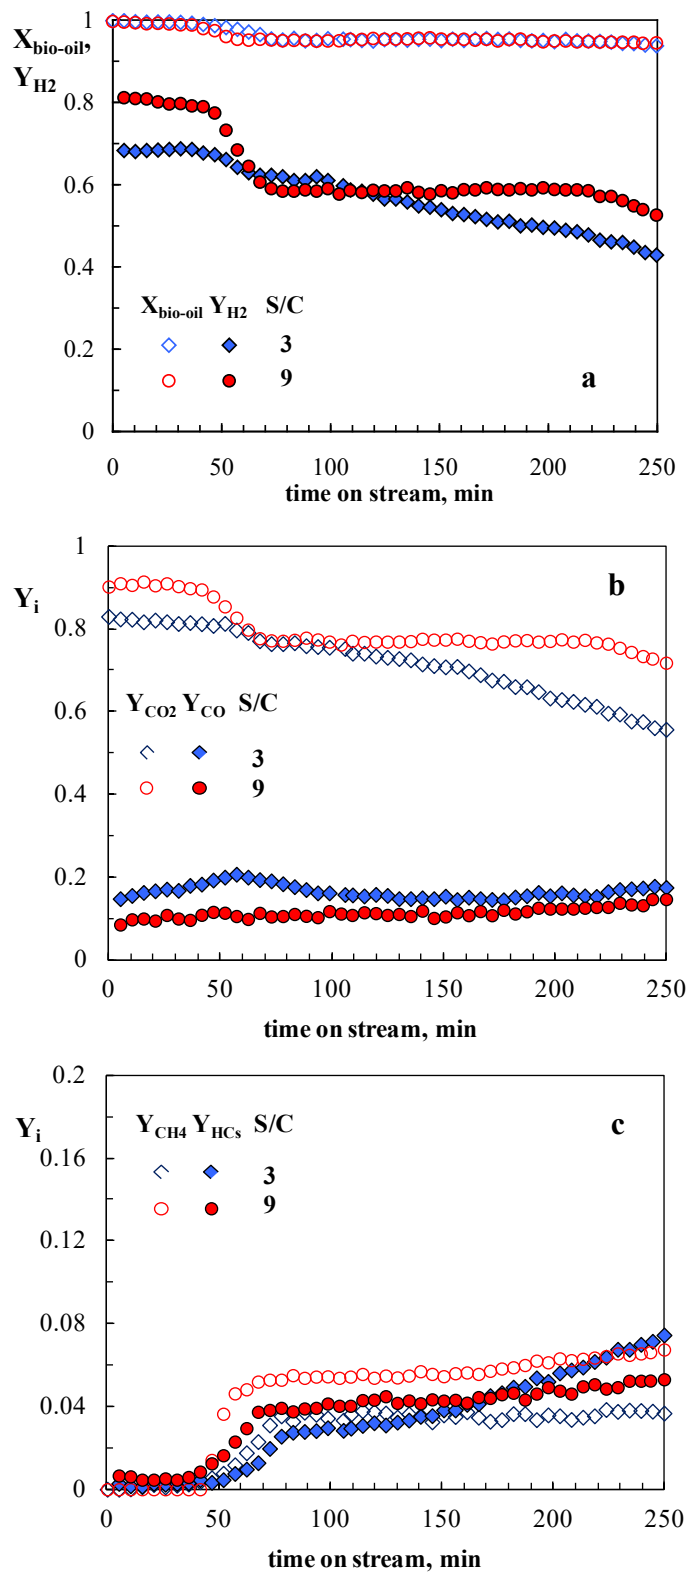 1
X_bio-oil,
Y_H2
0.8
0.6
0.4
X_bio-oil Y_H2 S/C
3
0.2
9
a
0
0 50 100 150 200 250
time on stream, min
1
b
Y_i
0.8
Y_CO2 Y_CO S/C
0.6
3
9
0.4
0.2
0
0 50 100 150 200 250
time on stream, min
0.2
Y_CH4 Y_HCs S/C c
Y_i
0.16
3
9
0.12
0.08
0.04
0
0 50 100 150 200 250
time on stream, min